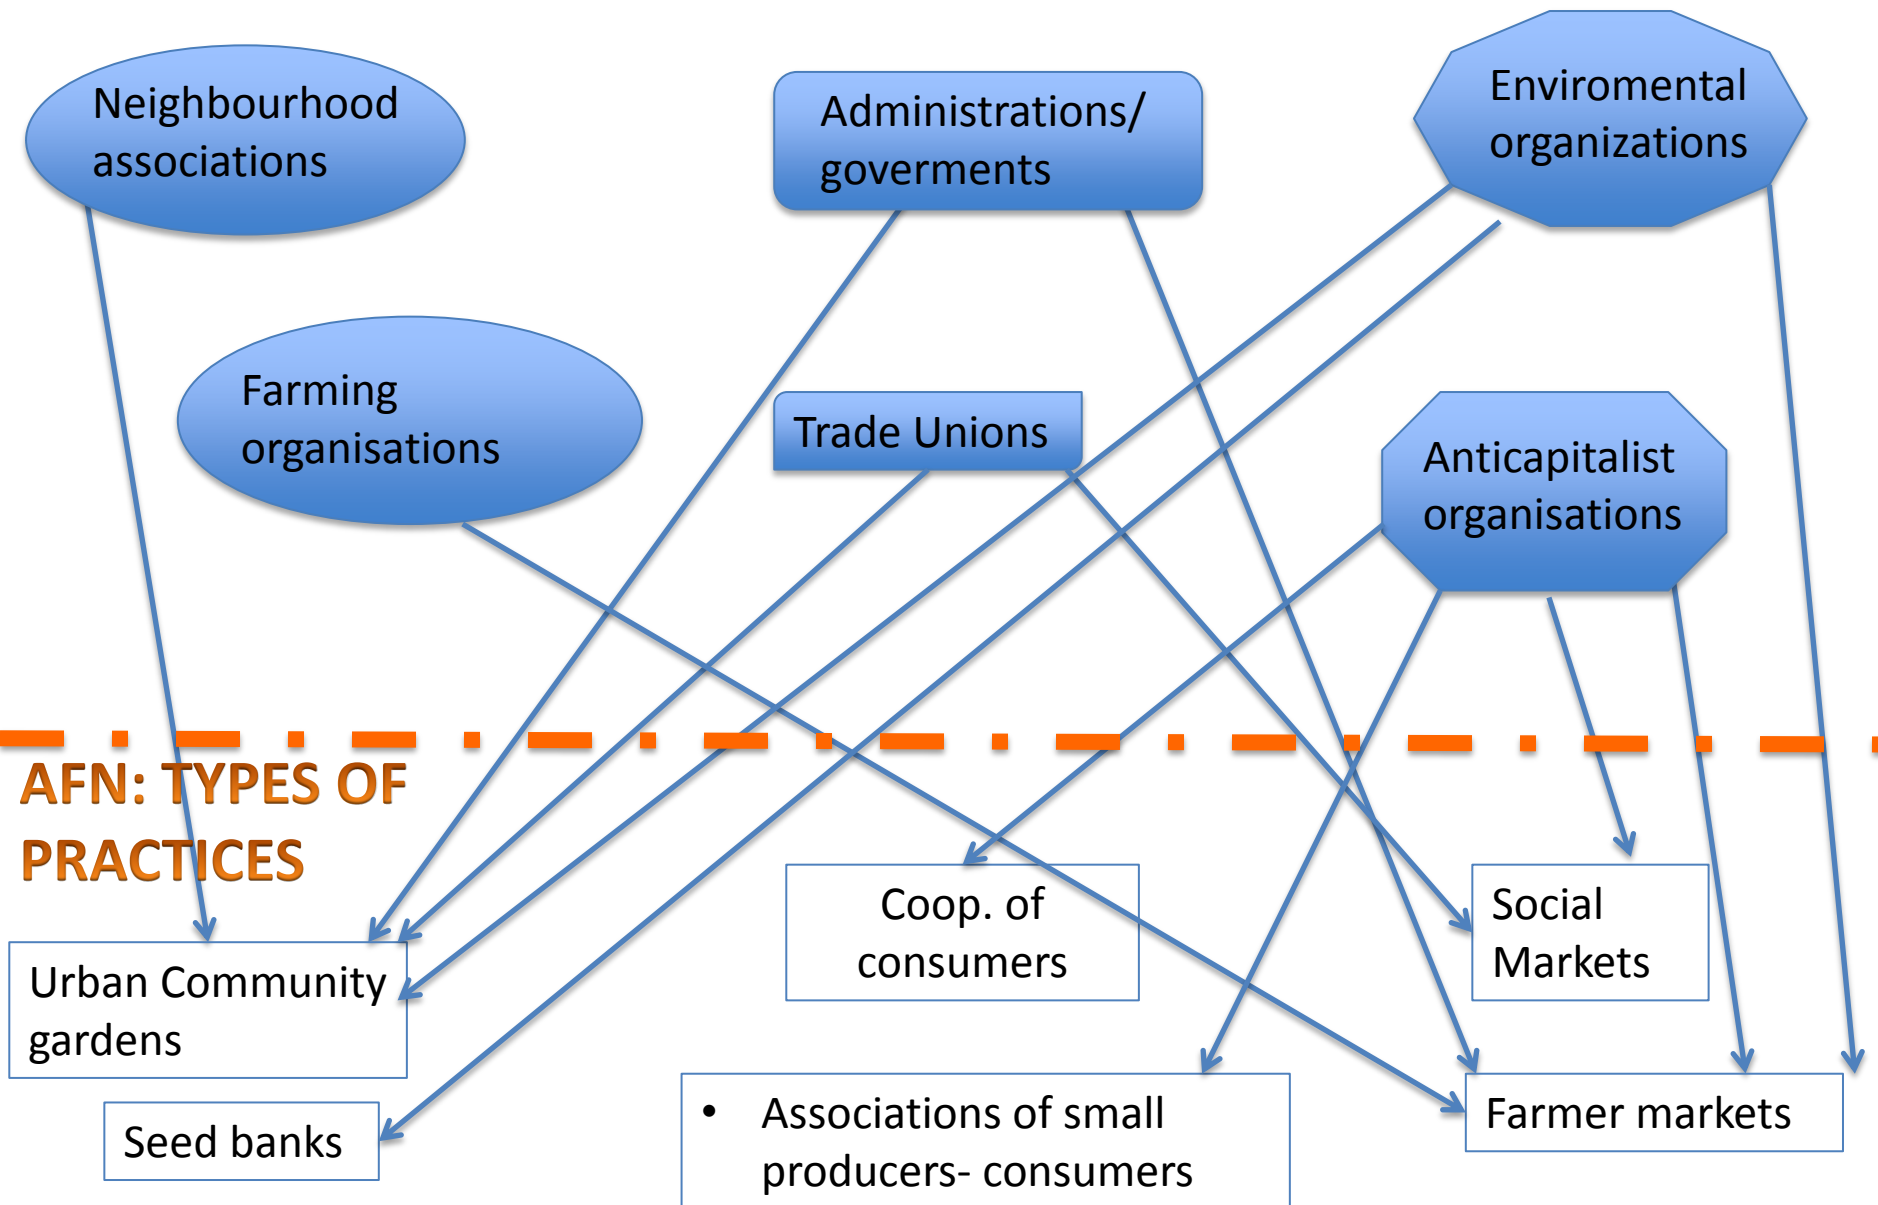 Neighbourhood
associations
Administrations/
goverments
Enviromental
organizations
Farming
organisations
Trade Unions
Anticapitalist
organisations
AFN: TYPES OF
PRACTICES
Coop. of
consumers
Social
Markets
Urban Community
gardens
Seed banks
• Associations of small
producers- consumers
Farmer markets